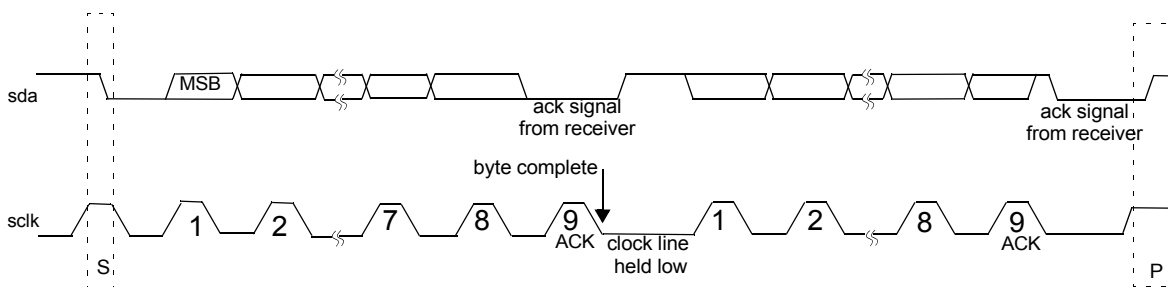 MSB
sda
ack signal
from receiver
ack signal
from receiver
byte complete
sclk
1 2 7 8 9 1 2 8 9
ACK
clock line
held low
ACK
S
P